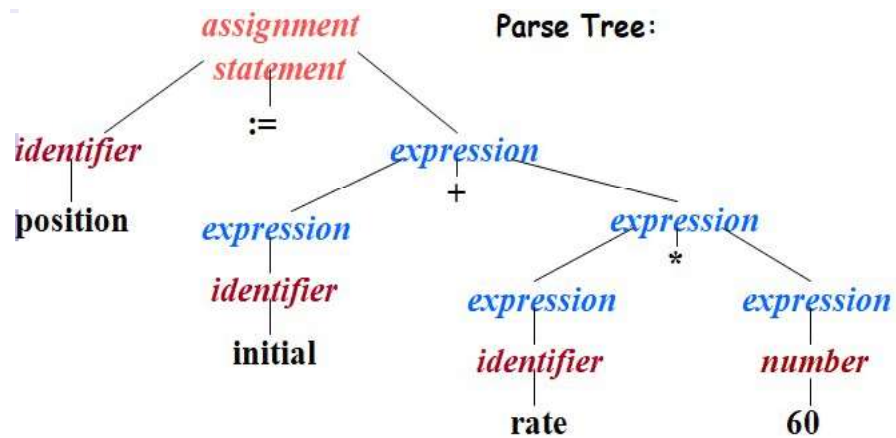 assignment
statement
Parse Tree:
:=
identifier
expression
+
position
expression
expression
*
identifier
expression
expression
initial
identifier
number
rate
60